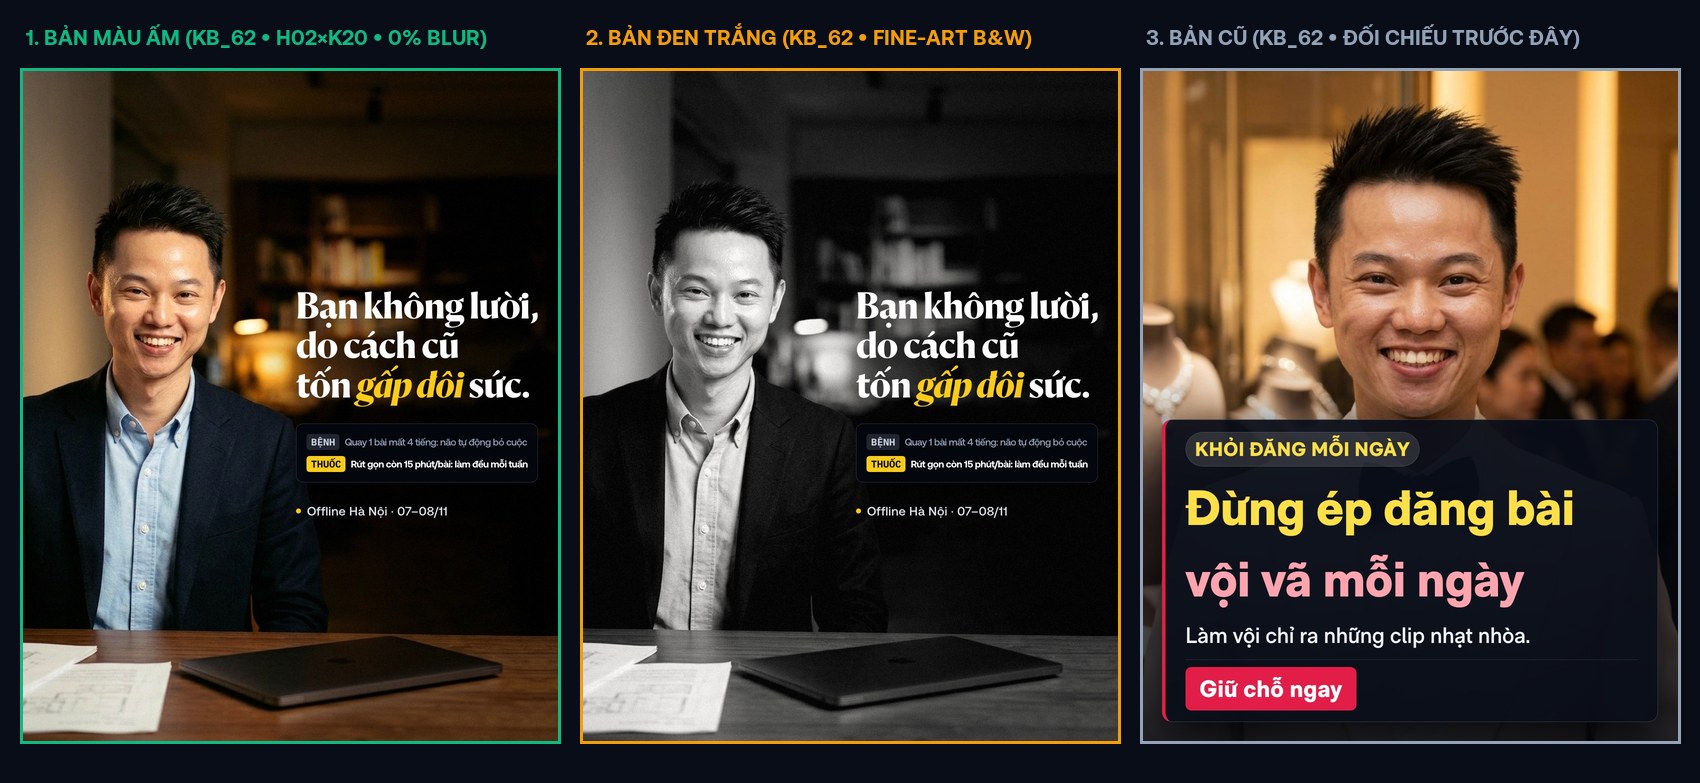 1. BẢN MÀU ẤM (KB_62 • H02×K20 • 0% BLUR)
Bạn không lười,
do cách cũ
tốn gấp đôi sức.
BỆNH Quay 1 bài mất 4 tiếng: não tự động bỏ cuộc
THUỐC Rút gọn còn 15 phút/bài: làm đều mỗi tuần
• Offline Hà Nội · 07–08/11
2. BẢN ĐEN TRẮNG (KB_62 • FINE-ART B&W)
Bạn không lười,
do cách cũ
tốn gấp đôi sức.
BỆNH Quay 1 bài mất 4 tiếng: não tự động bỏ cuộc
THUỐC Rút gọn còn 15 phút/bài: làm đều mỗi tuần
• Offline Hà Nội · 07–08/11
3. BẢN CŨ (KB_62 • ĐỐI CHIẾU TRƯỚC ĐÂY)
KHỎI ĐĂNG MỖI NGÀY
Đừng ép đăng bài
vội vã mỗi ngày
Làm vội chỉ ra những clip nhạt nhòa.
Giữ chỗ ngay